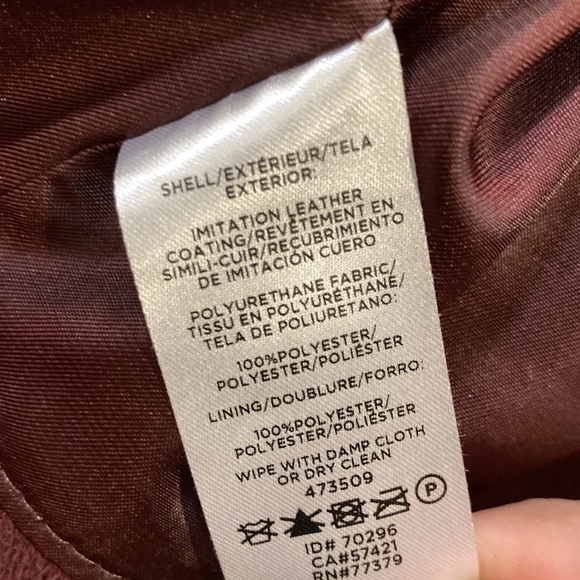 SHELL/EXTÉRIEUR/TELA
EXTERIOR:
IMITATION LEATHER
COATING/REVÊTEMENT EN
SIMILI-CUIR/RECUBRIMIENTO
DE IMITACIÓN CUERO
POLYURETHANE FABRIC/
TISSU EN POLYURÉTHANE/
TELA DE POLIURETANO:
100%POLYESTER/
POLYESTER/POLIÉSTER
LINING/DOUBLURE/FORRO:
100%POLYESTER/
POLYESTER/POLIÉSTER
WIPE WITH DAMP CLOTH
OR DRY CLEAN
473509
P
ID# 70296
CA#57421
RN#77379